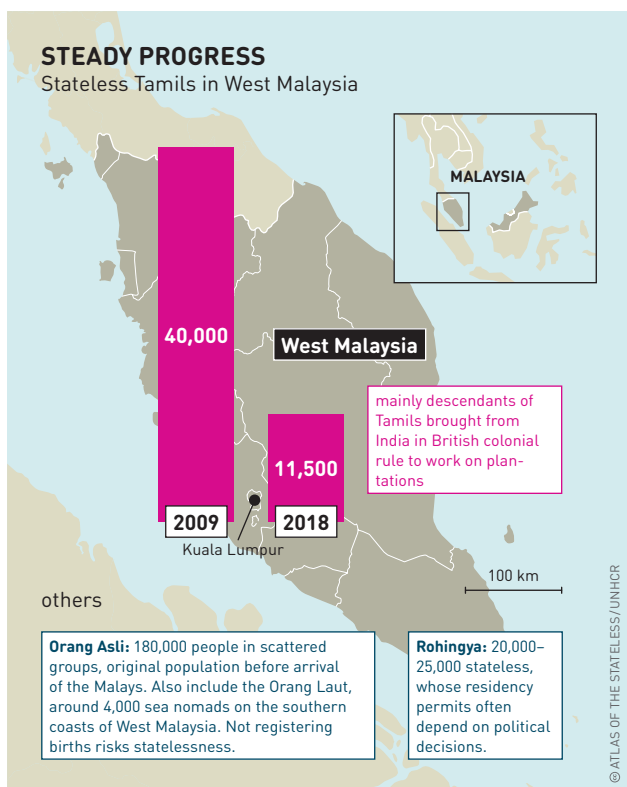 STEADY PROGRESS
Stateless Tamils in West Malaysia
MALAYSIA
40,000
West Malaysia
mainly descendants of
Tamils brought from
India in British colonial
rule to work on plan-
tations
11,500
2009
2018
Kuala Lumpur
100 km
others
Orang Asli: 180,000 people in scattered
groups, original population before arrival
of the Malays. Also include the Orang Laut,
around 4,000 sea nomads on the southern
coasts of West Malaysia. Not registering
births risks statelessness.
Rohingya: 20,000–
25,000 stateless,
whose residency
permits often
depend on political
decisions.
🅭 ATLAS OF THE STATELESS/UNHCR